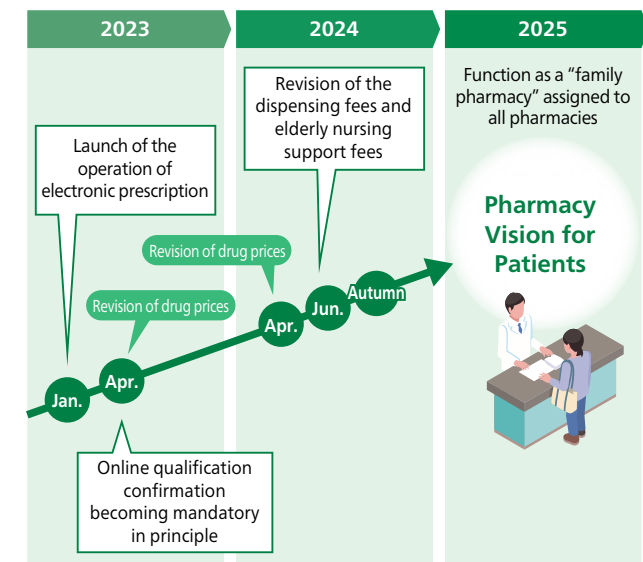 2023
2024
2025
Launch of the
operation of
electronic prescription
Revision of drug prices
Jan.
Apr.
Online qualification
confirmation
becoming mandatory
in principle
Revision of the
dispensing fees and
elderly nursing
support fees
Revision of drug prices
Apr.
Jun.
Autumn
Function as a “family
pharmacy” assigned to
all pharmacies
Pharmacy
Vision for
Patients